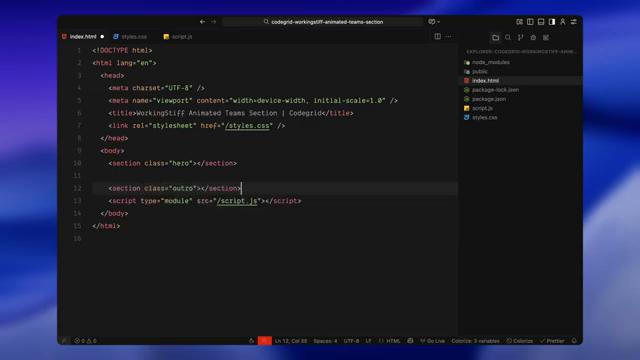 codegrid-workingstiff-animated-teams-section
index.html
styles.css
script.js
EXPLORER: CODEGRID-WORKINGSTIFF-ANIM...
node_modules
public
index.html
package-lock.json
package.json
script.js
styles.css
1 <!DOCTYPE html>
2 <html lang="en">
3 <head>
4 <meta charset="UTF-8" />
5 <meta name="viewport" content="width=device-width, initial-scale=1.0" />
6 <title>WorkingStiff Animated Teams Section | Codegrid</title>
7 <link rel="stylesheet" href="/styles.css" />
8 </head>
9 <body>
10 <section class="hero"></section>
11
12 <section class="outro"></section>
13 <script type="module" src="/script.js"></script>
14 </body>
15 </html>
16
0 0 Ln 12, Col 38 Spaces: 4 UTF-8 LF HTML Go Live Colorize: 3 variables Colorize Prettier